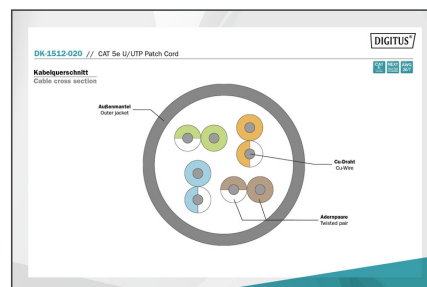 DIGITUS®
DK-1512-020 // CAT 5e U/UTP Patch Cord
Kabelquerschnitt
Cable cross section
Außenmantel
Outer jacket
Cu-Draht
Cu-Wire
Adernpaare
Twisted pair